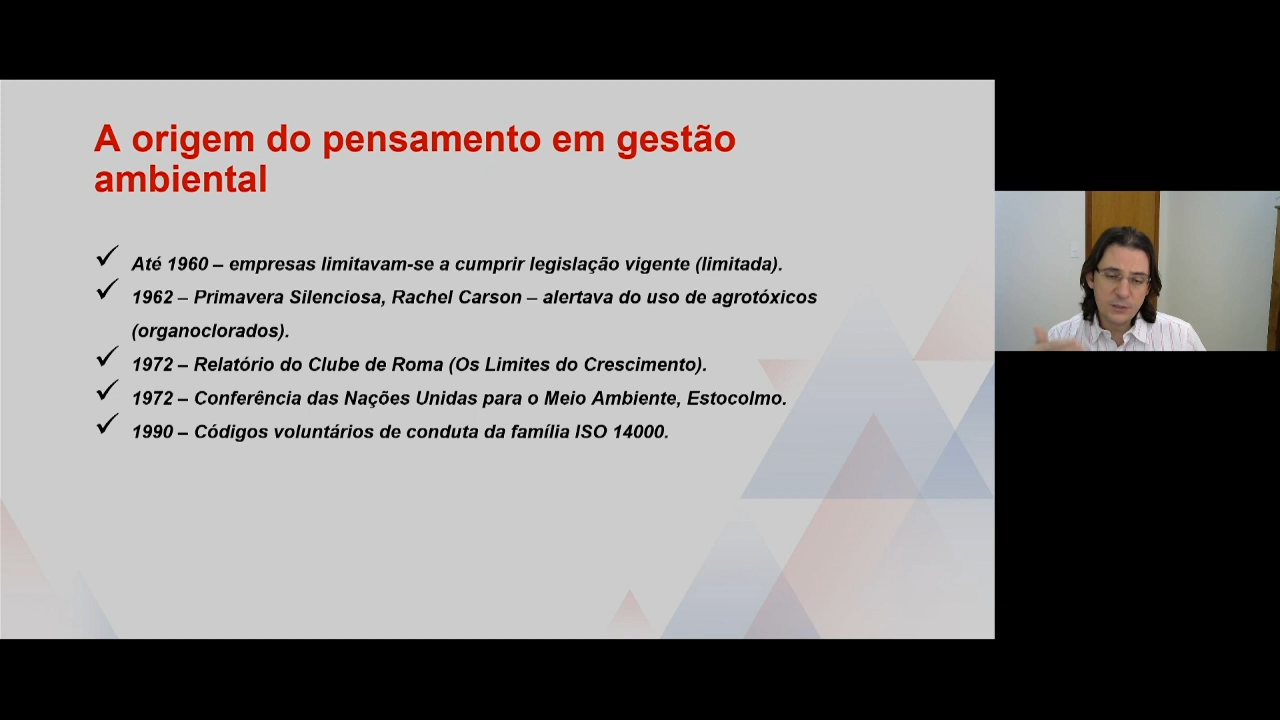 A origem do pensamento em gestão
ambiental
Até 1960 – empresas limitavam-se a cumprir legislação vigente (limitada).
1962 – Primavera Silenciosa, Rachel Carson – alertava do uso de agrotóxicos
(organoclorados).
1972 – Relatório do Clube de Roma (Os Limites do Crescimento).
1972 – Conferência das Nações Unidas para o Meio Ambiente, Estocolmo.
1990 – Códigos voluntários de conduta da família ISO 14000.